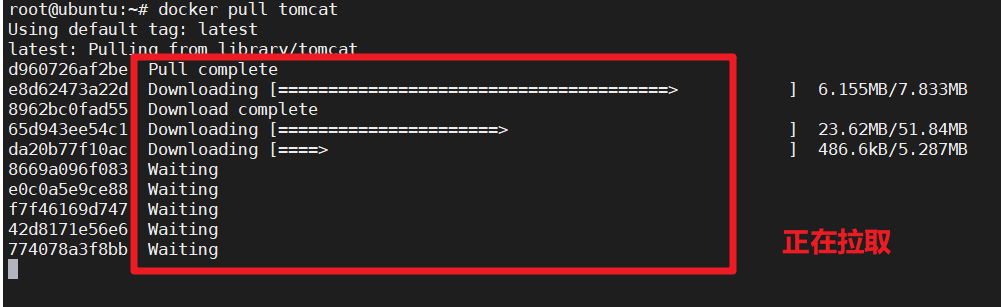 root@ubuntu:~# docker pull tomcat
Using default tag: latest
latest: Pulling from library/tomcat
d960726af2be Pull complete
e8d62473a22d Downloading [=======================================>           ]  6.155MB/7.833MB
8962bc0fad55 Download complete
65d943ee54c1 Downloading [======================>                            ]  23.62MB/51.84MB
da20b77f10ac Downloading [====>                                              ]  486.6kB/5.287MB
8669a096f083 Waiting
e0c0a5e9ce88 Waiting
f7f46169d747 Waiting
42d8171e56e6 Waiting
774078a3f8bb Waiting
正在拉取